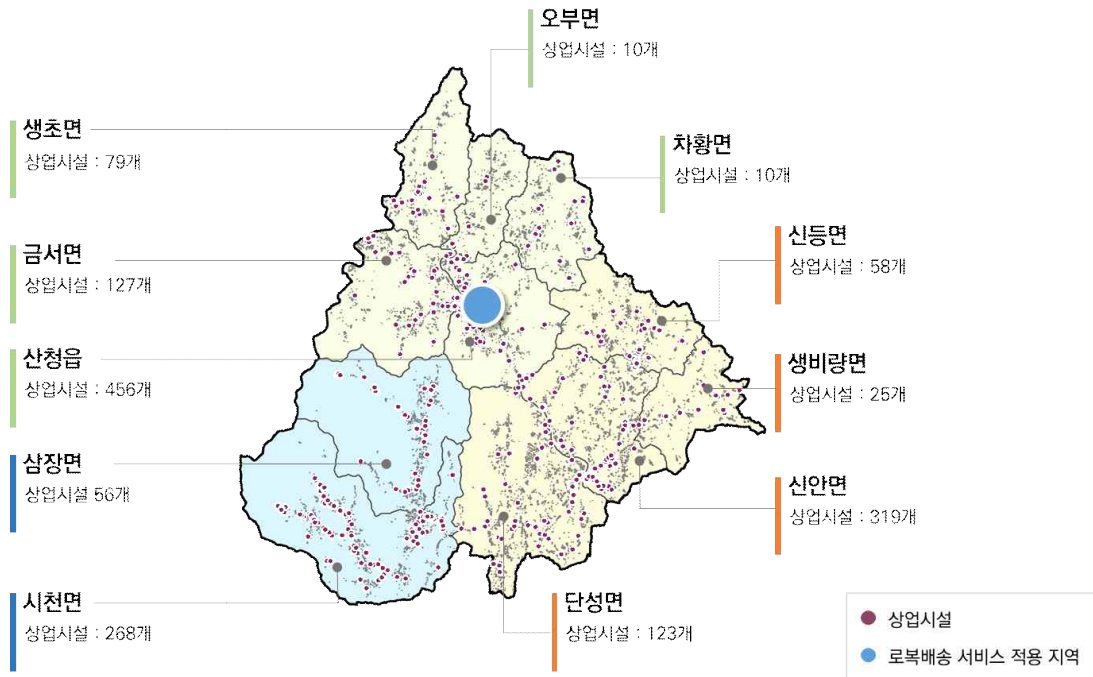 오부면
상업시설 : 10개
생초면
상업시설 : 79개
차황면
상업시설 : 10개
신등면
상업시설 : 58개
금서면
상업시설 : 127개
산청읍
상업시설 : 456개
생비량면
상업시설 : 25개
삼장면
상업시설 56개
신안면
상업시설 : 319개
시천면
상업시설 : 268개
단성면
상업시설 : 123개
상업시설
로복배송 서비스 적용 지역